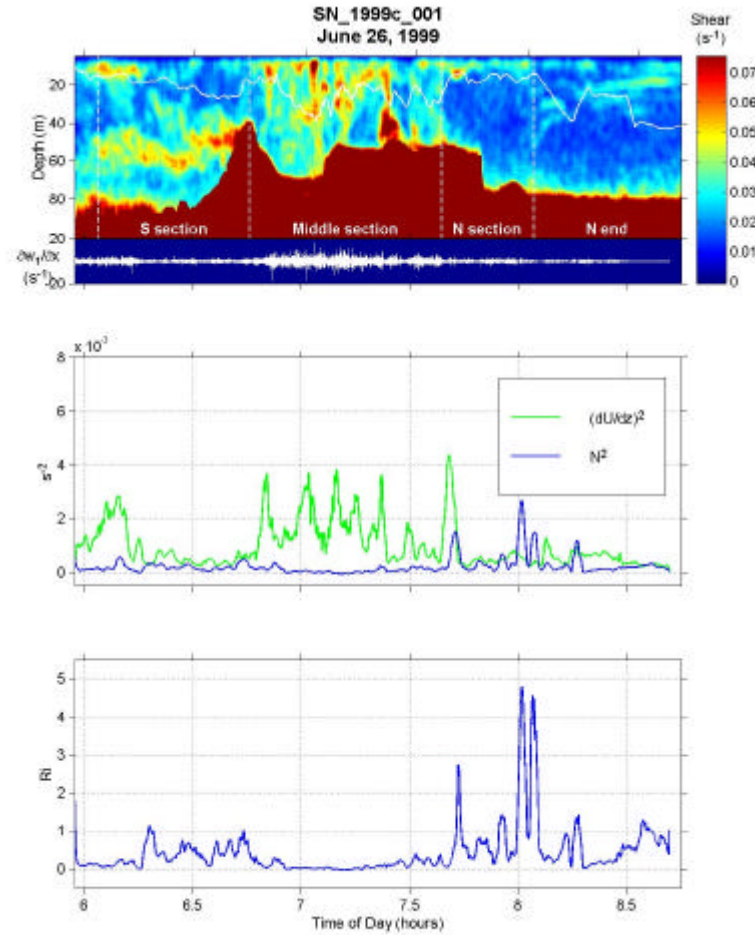 SN_1999c_001
June 26, 1999
Shear
(s⁻¹)
0.07
0.06
0.05
0.04
0.03
0.02
0.01
0
20
40
60
80
Depth (m)
S section
Middle section
N section
N end
20
-20
(s⁻¹)
x 10⁻³
8
6
4
2
0
s⁻²
(dU/dz)²
N²
5
4
3
2
1
0
Ri
6
6.5
7
7.5
8
8.5
Time of Day (hours)